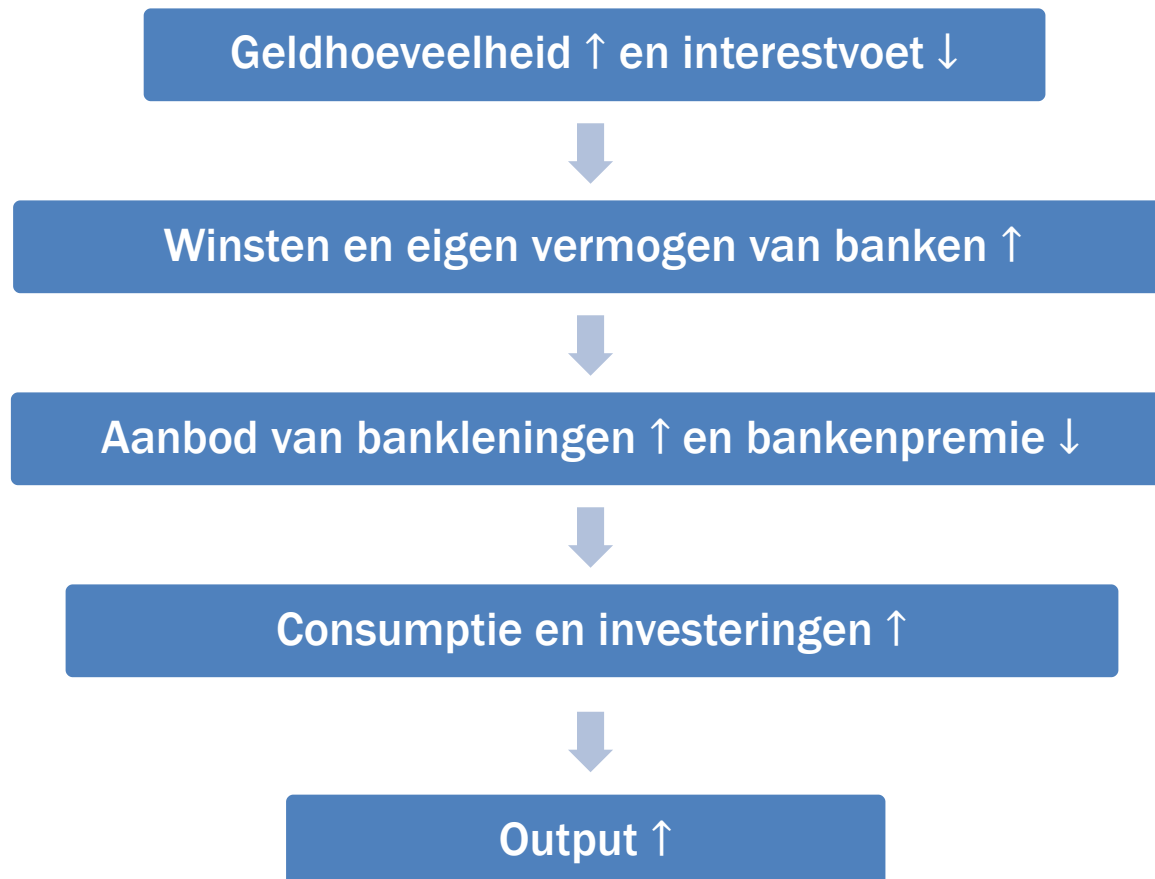 Geldhoeveelheid ↑ en interestvoet ↓
Winsten en eigen vermogen van banken ↑
Aanbod van bankleningen ↑ en bankenpremie ↓
Consumptie en investeringen ↑
Output ↑